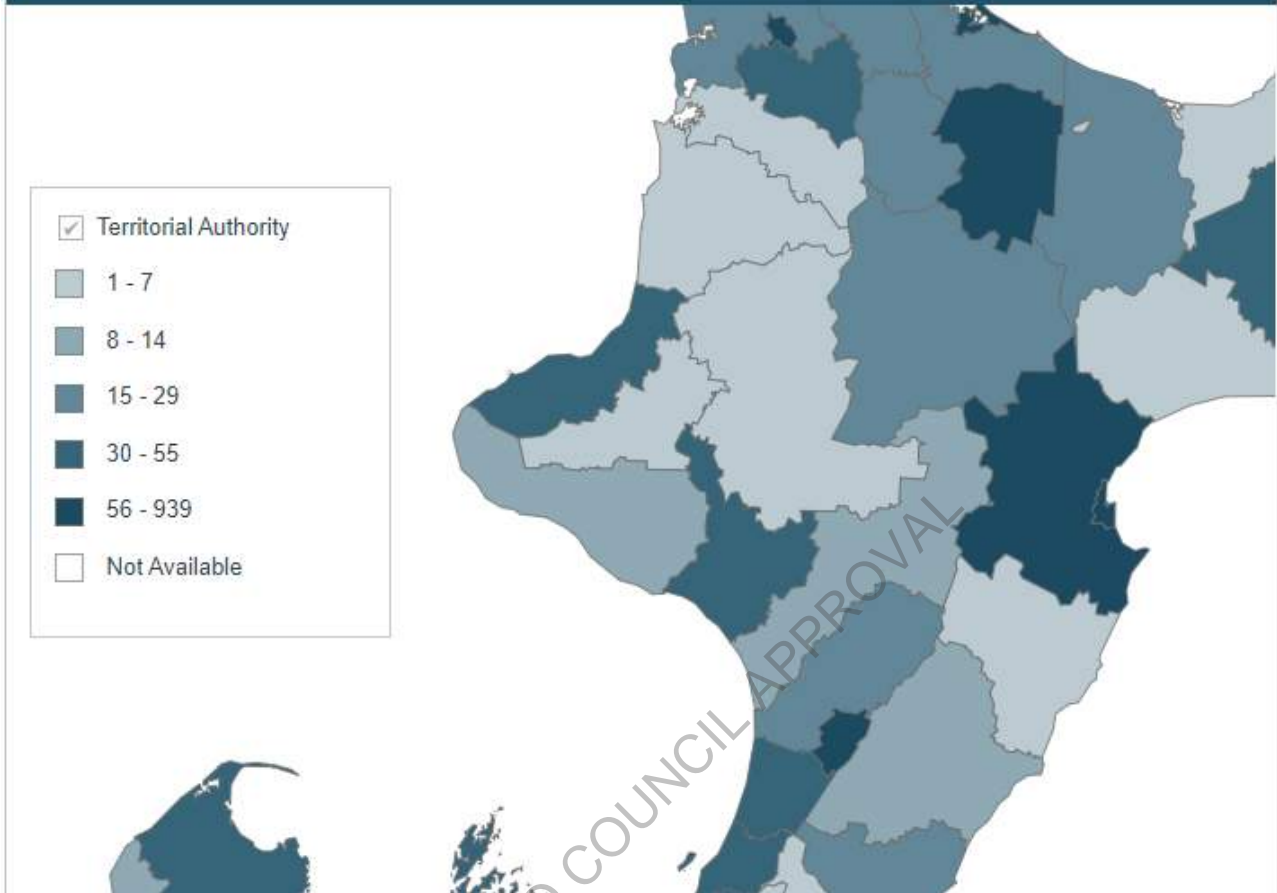 Territorial Authority
1 - 7
8 - 14
15 - 29
30 - 55
56 - 939
Not Available
COUNCIL APPROVAL